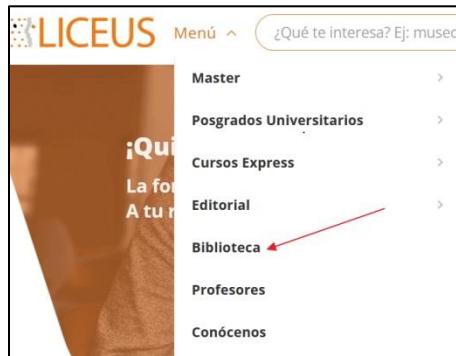 LICEUS Menú ¿Qué te interesa? Ej: museo
Master
Posgrados Universitarios
¡Qui
Cursos Express
La for
Editorial
A tu r
Biblioteca
Profesores
Conócenos